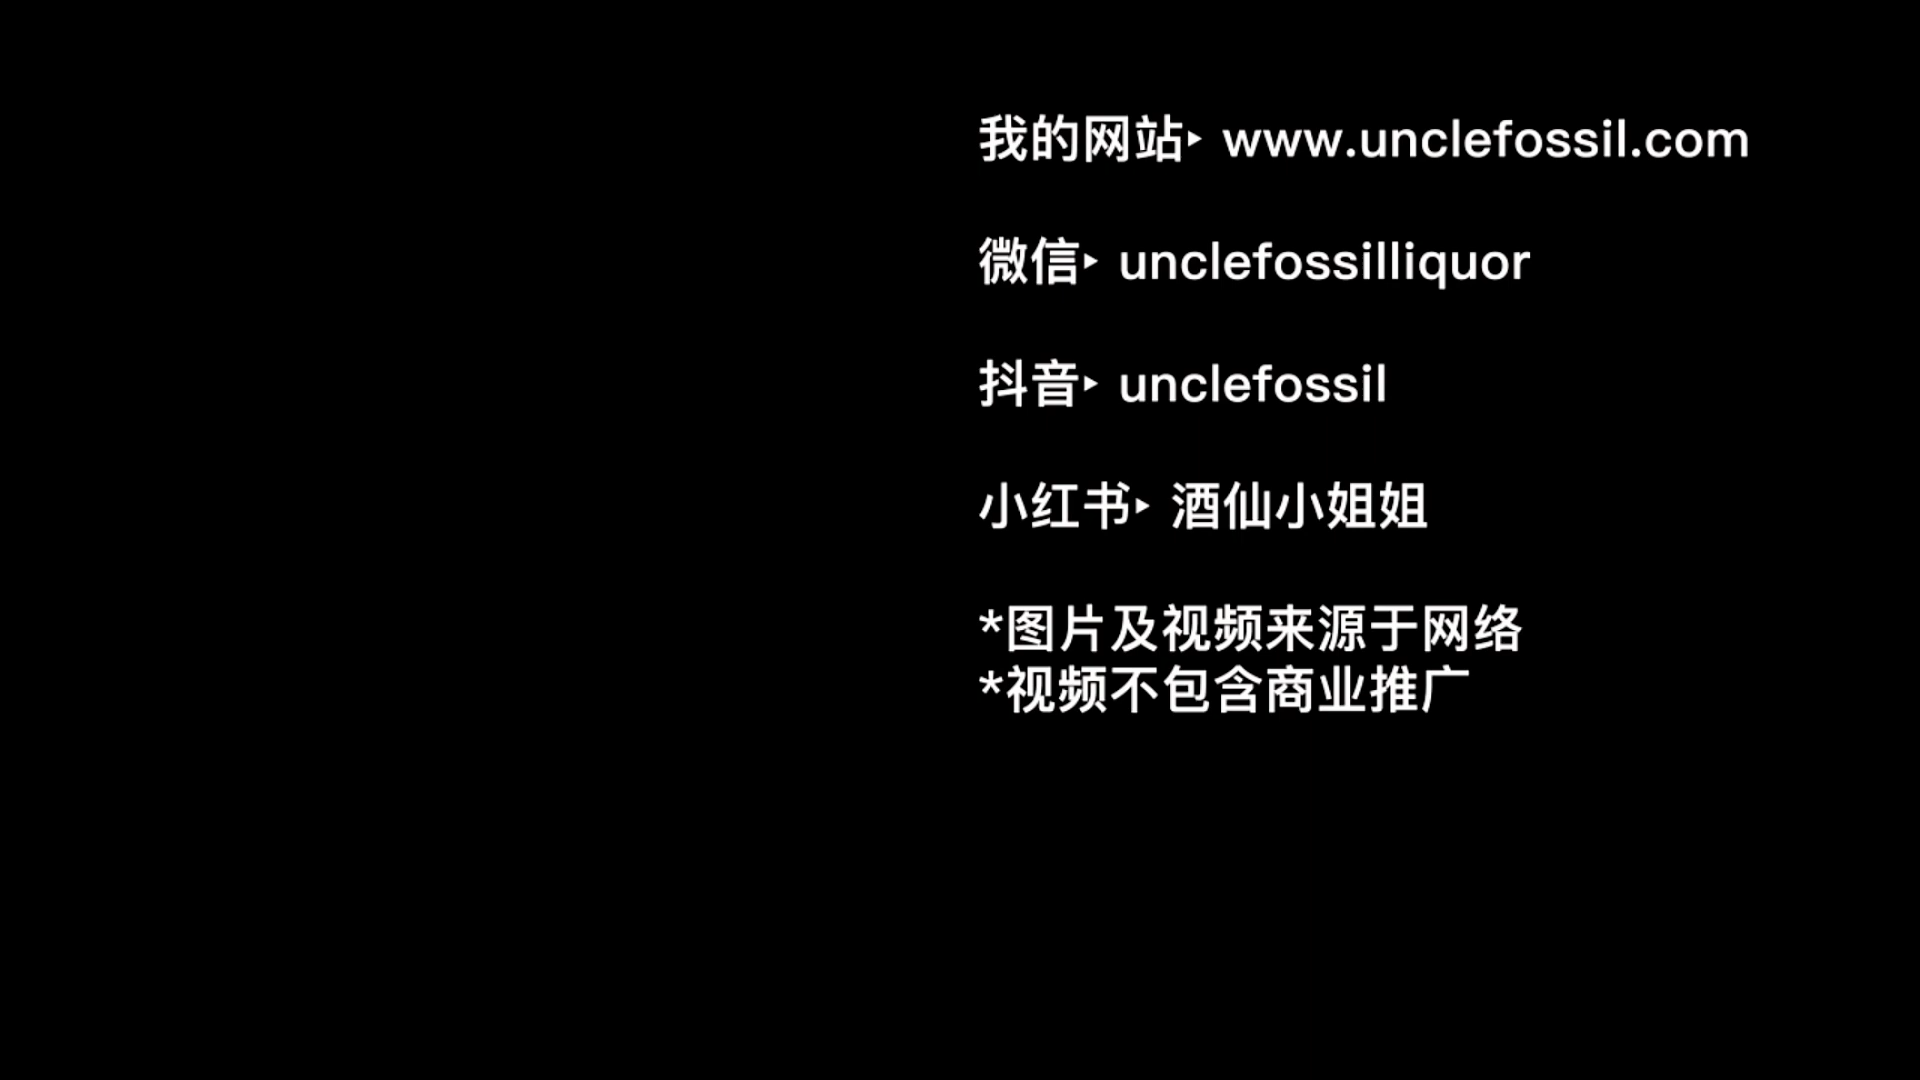 我的网站‣ www.unclefossil.com
微信‣ unclefossilliquor
抖音‣ unclefossil
小红书‣ 酒仙小姐姐
*图片及视频来源于网络
*视频不包含商业推广